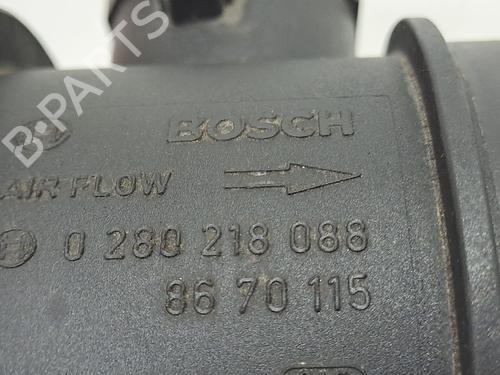 B-PARTS
BOSCH
AIR FLOW
0 280 218 088
86 70 115